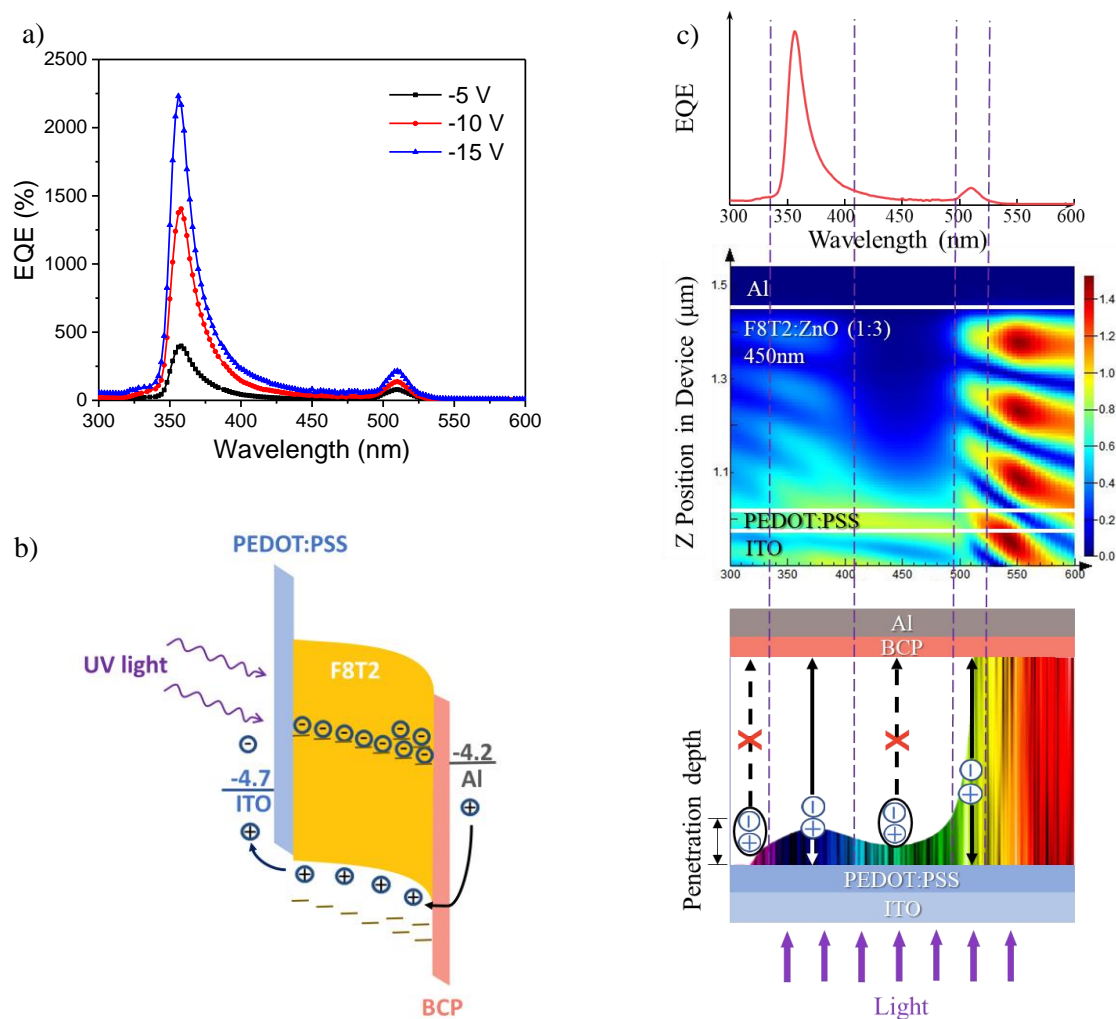 a)
2500
2000
1500
1000
500
0
EQE (%)
-5 V
-10 V
-15 V
300 350 400 450 500 550 600
Wavelength (nm)
b)
PEDOT:PSS
UV light
F8T2
-4.7
ITO
-4.2
Al
BCP
c)
EQE
300 350 400 450 500 550 600
Wavelength (nm)
Z Position in Device (μm)
1.5
1.3
1.1
Al
F8T2:ZnO (1:3)
450nm
PEDOT:PSS
ITO
300 350 400 450 500 550 600
1.4
1.2
1.0
0.8
0.6
0.4
0.2
0.0
Al
BCP
Penetration depth
PEDOT:PSS
ITO
Light